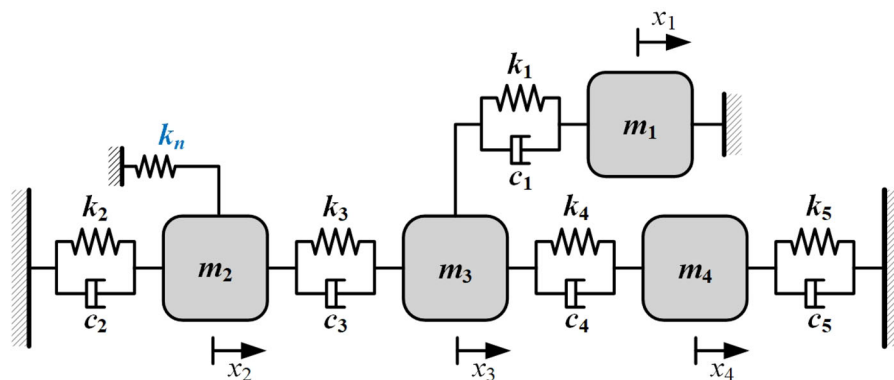 x₁
k₁
m₁
c₁
kₙ
k₂
k₃
k₄
k₅
m₂
m₃
m₄
c₂
c₃
c₄
c₅
x₂
x₃
x₄